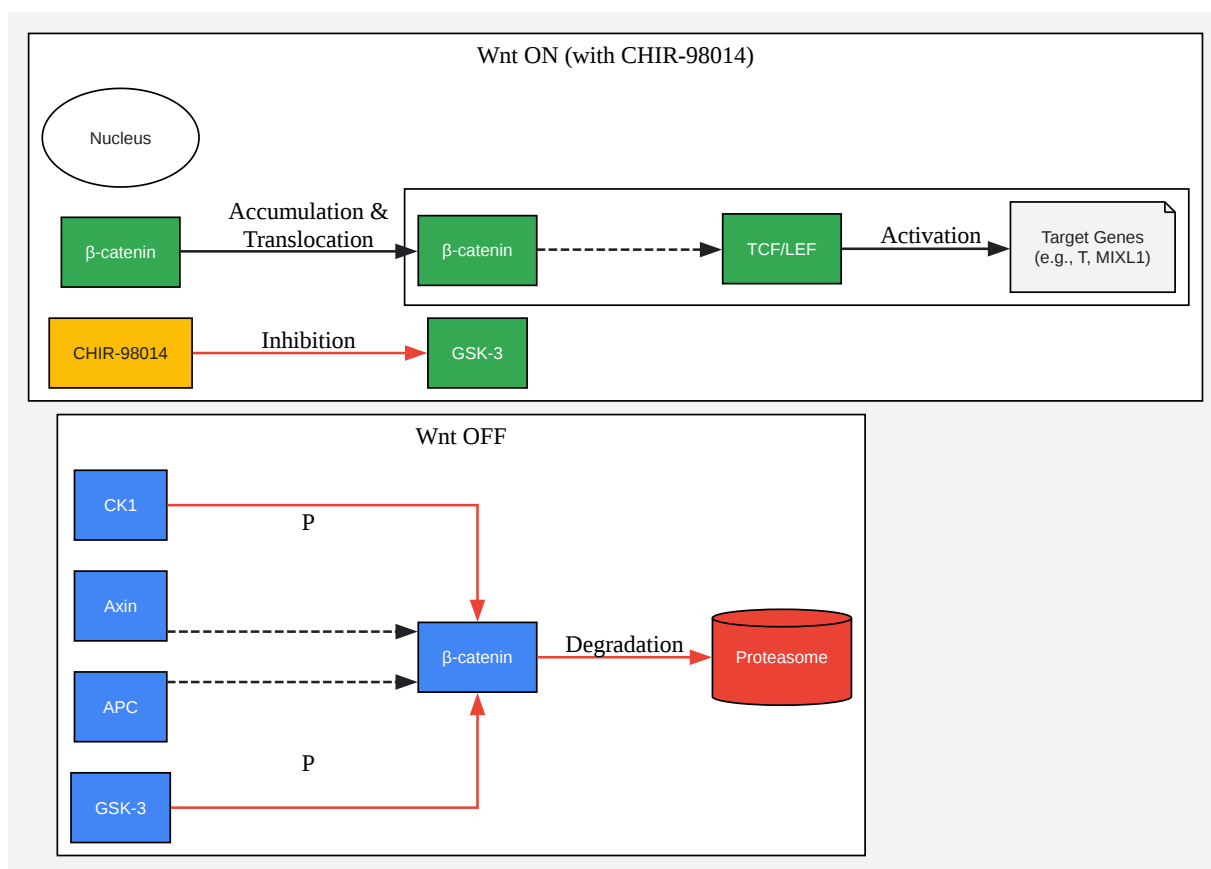 Wnt ON (with CHIR-98014)
Nucleus
β-catenin
Accumulation &
Translocation
β-catenin
TCF/LEF
Activation
Target Genes
(e.g., T, MIXL1)
CHIR-98014
Inhibition
GSK-3
Wnt OFF
CK1
P
Axin
β-catenin
Degradation
Proteasome
APC
P
GSK-3